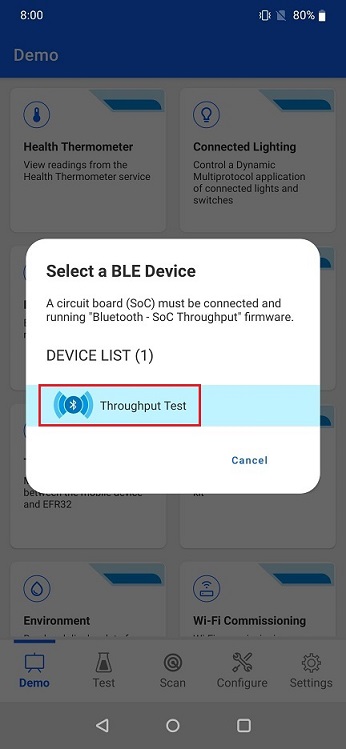 8:00
80%
Demo
Health Thermometer
View readings from the
Health Thermometer service
Connected Lighting
Control a Dynamic
Multiprotocol application
of connected lights and
switches
Select a BLE Device
A circuit board (SoC) must be connected and
running "Bluetooth - SoC Throughput" firmware.
DEVICE LIST (1)
Throughput Test
Cancel
between the mobile device
and EFR32
kit
Environment
Wi-Fi Commissioning
Demo
Test
Scan
Configure
Settings